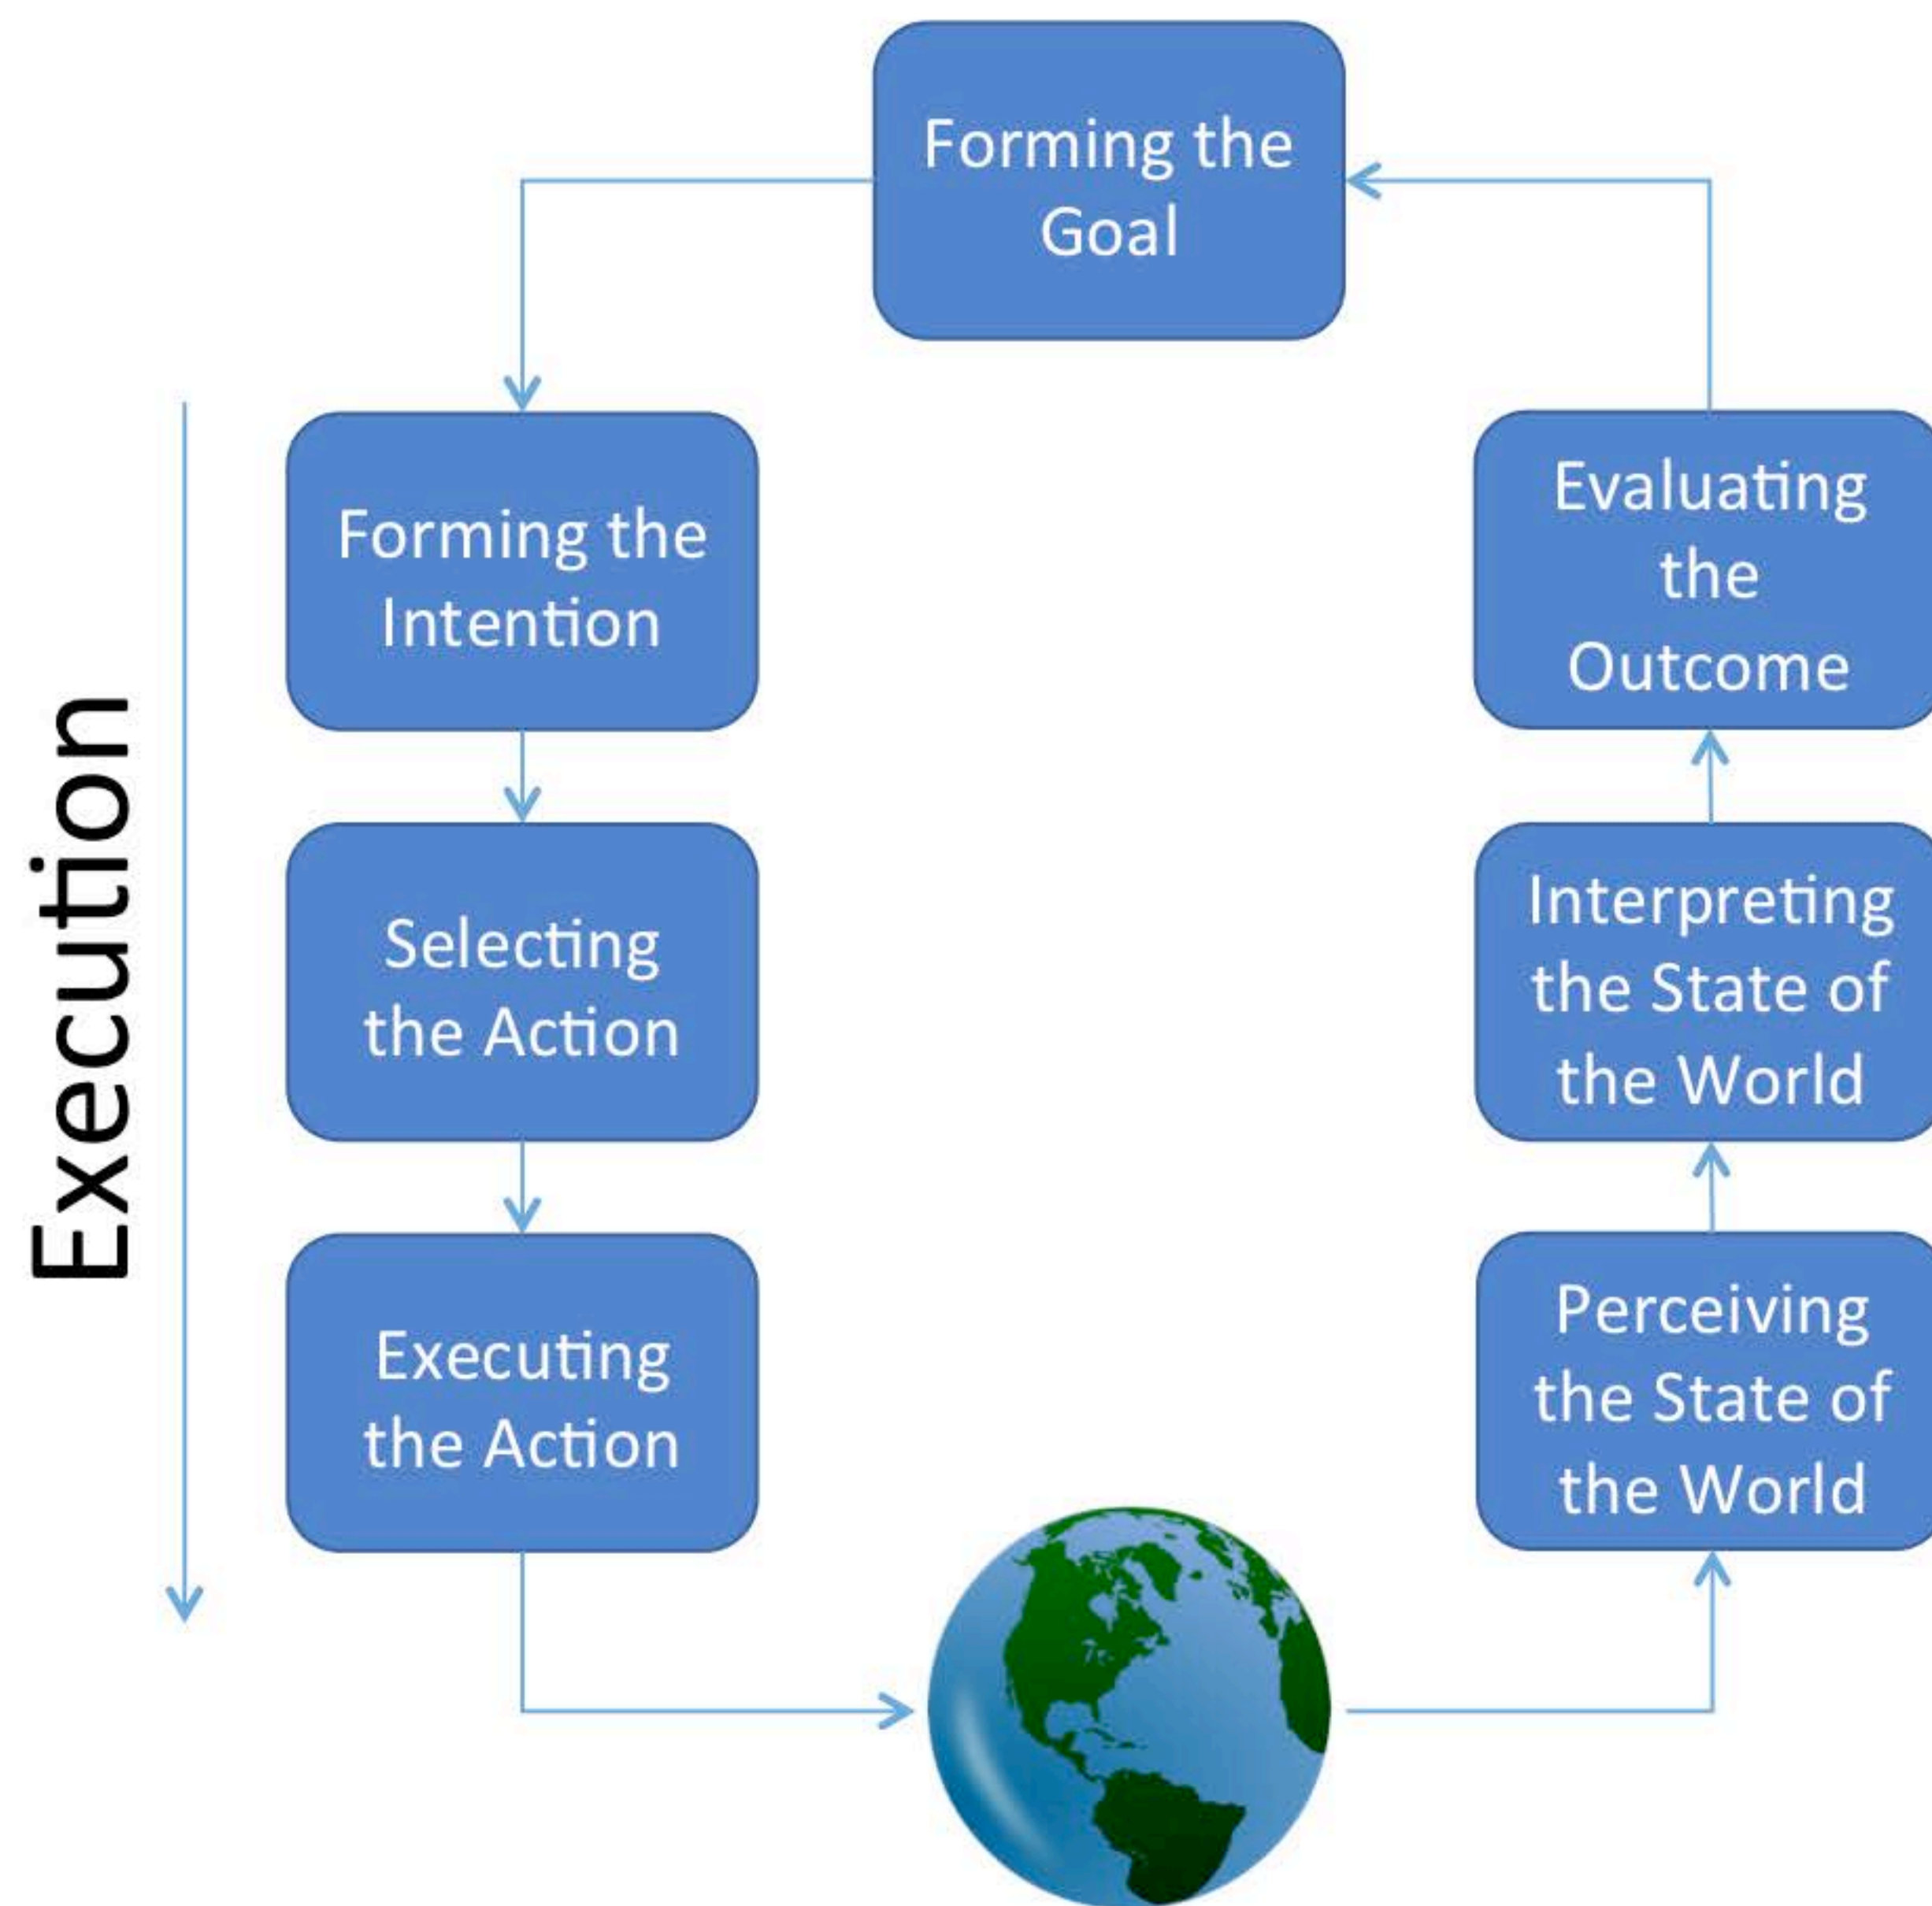 Forming the
Goal
Execution
Forming the
Intention
Selecting
the Action
Executing
the Action
Evaluating
the
Outcome
Interpreting
the State of
the World
Perceiving
the State of
the World